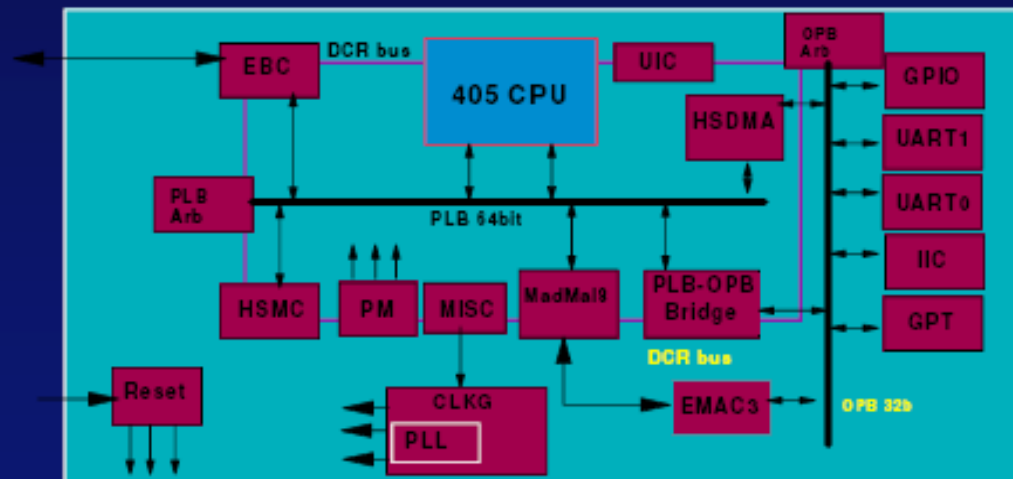 DCR bus
OPB
Arb
EBC
405 CPU
UIC
GPIO
HSDMA
UART1
PLB
Arb
PLB 64bit
UART0
IIC
HSMC
PM
MISC
MadMal3
PLB-OPB
Bridge
GPT
DCR bus
Reset
CLKG
PLL
EMAC3
OPB 32b